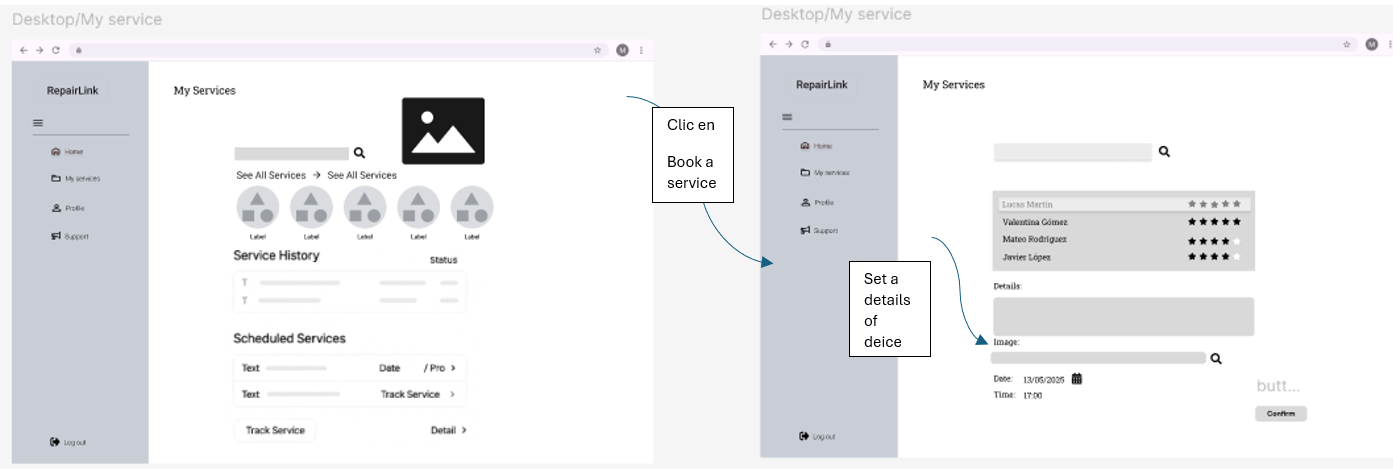 Desktop/My service
M
RepairLink
My Services
Home
My services
Profile
Support
Log out
See All Services → See All Services
Label Label Label Label Label
Service History Status
T
T
Scheduled Services
Text Date / Pro >
Text Track Service >
Track Service Detail >
Clic en
Book a
service
Desktop/My service
M
RepairLink
My Services
Home
My services
Profile
Support
Log out
Lucas Martin ★★★★★
Valentina Gómez ★★★★★
Mateo Rodríguez ★★★★
Javier López ★★★★
Set a
details
of
deice
Details:
Image:
Date: 13/05/2025
Time: 17:00
butt...
Confirm